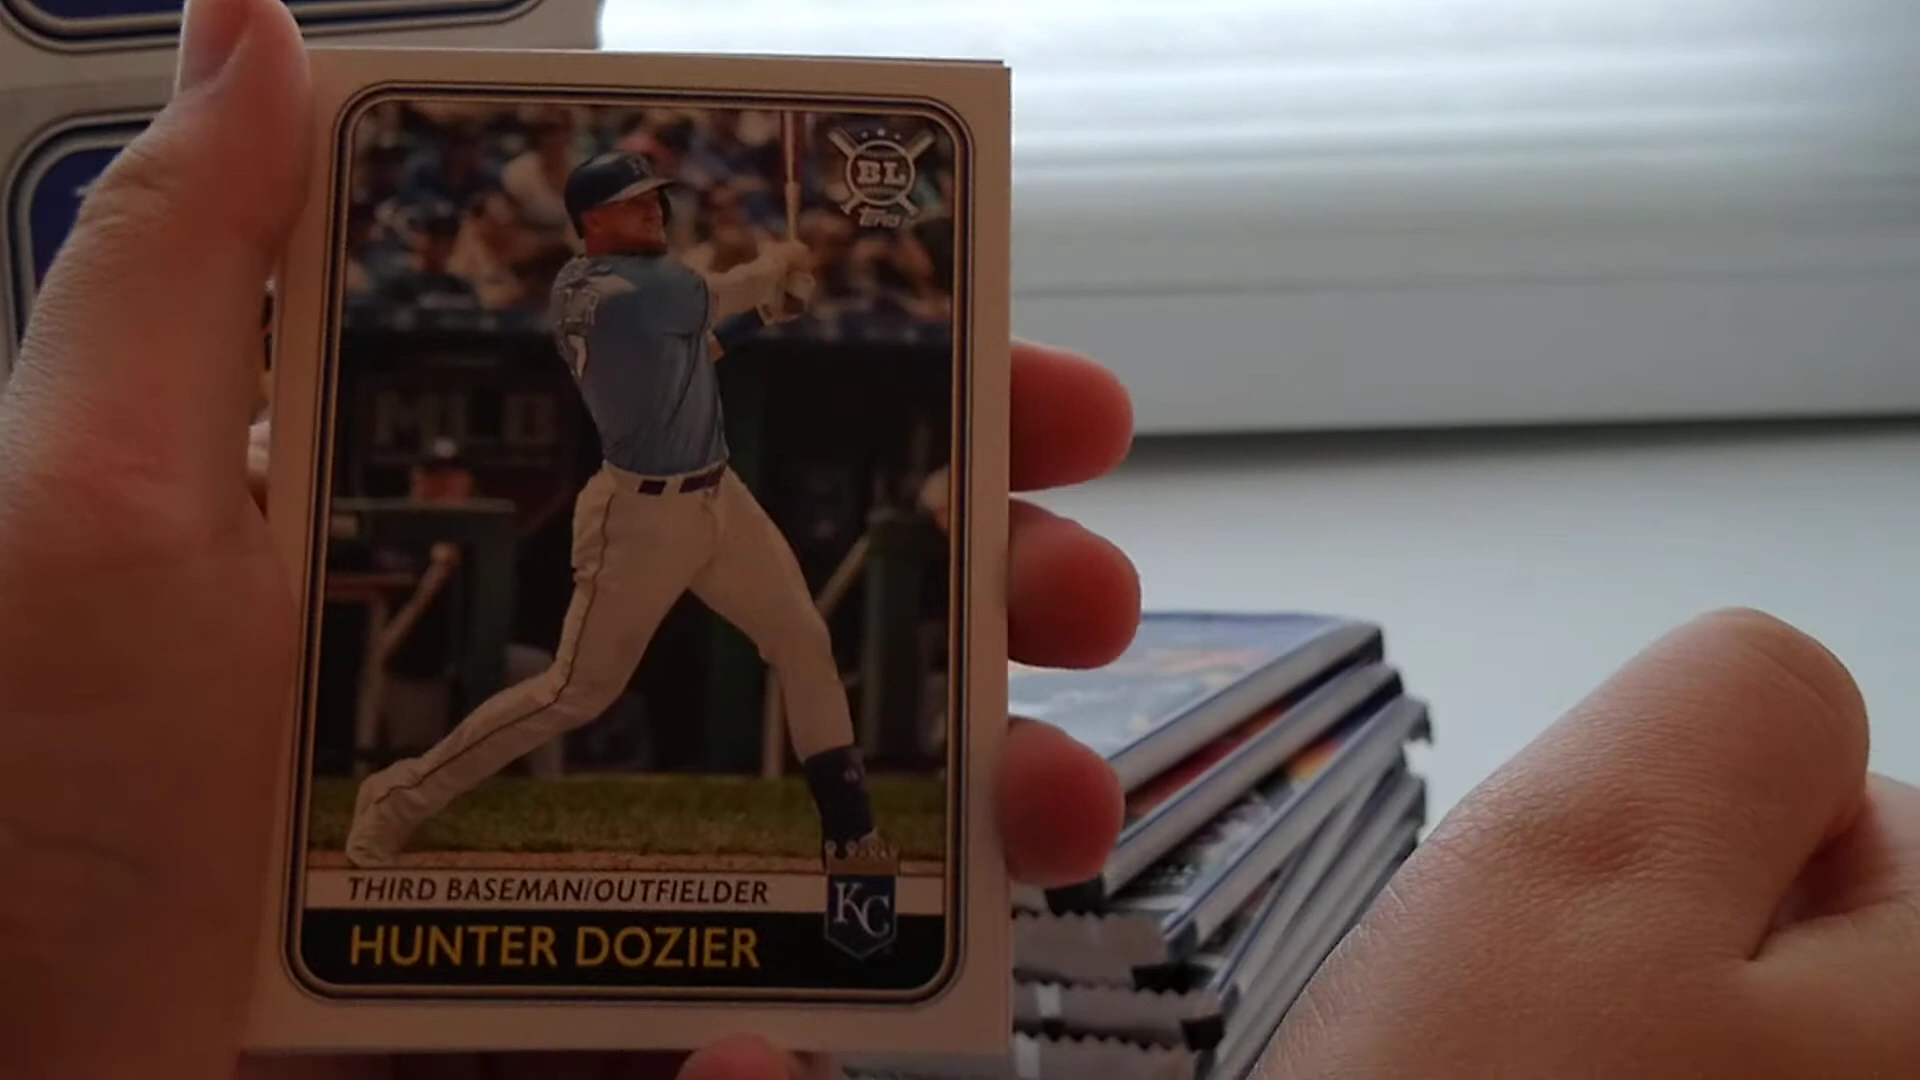 BL
TOPPS
MLB
THIRD BASEMAN/OUTFIELDER
KC
HUNTER DOZIER